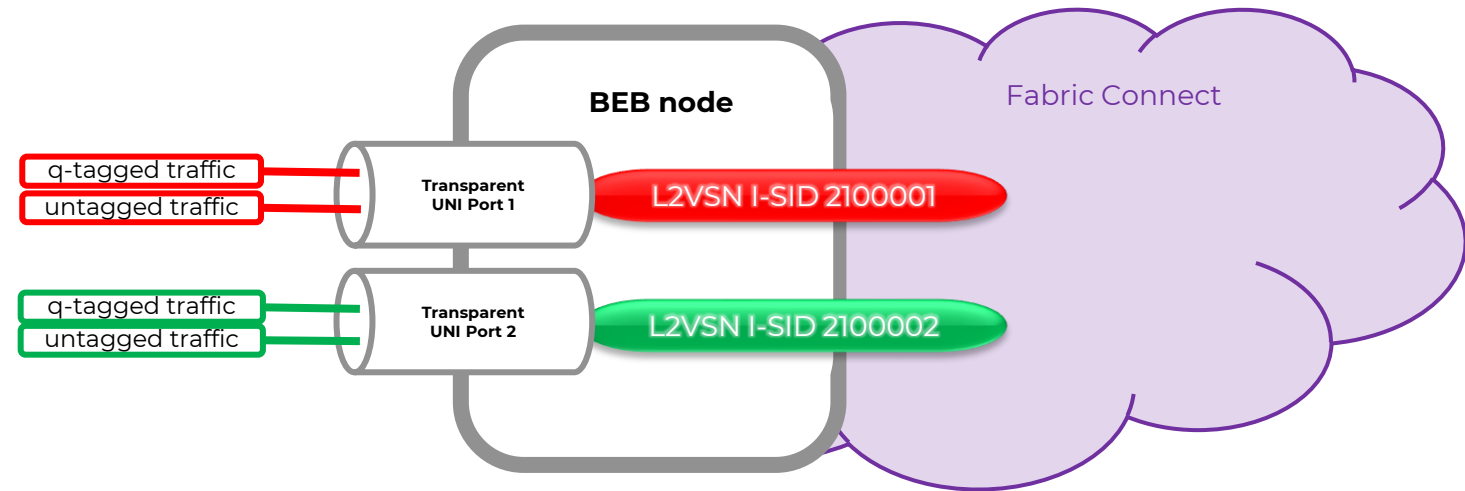 BEB node
Fabric Connect
q-tagged traffic
untagged traffic
Transparent
UNI Port 1
L2VSN I-SID 2100001
q-tagged traffic
untagged traffic
Transparent
UNI Port 2
L2VSN I-SID 2100002